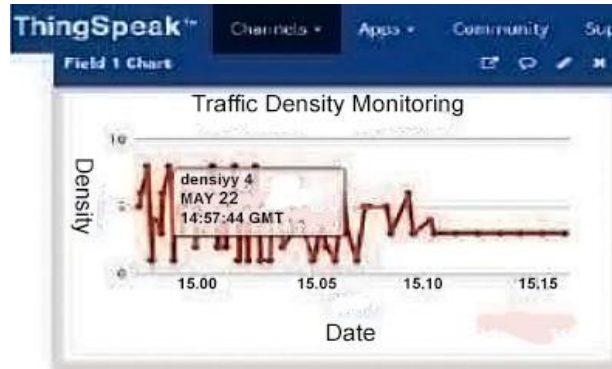 ThingSpeak™ Channels Apps Community Sup
Field 1 Chart
Traffic Density Monitoring
10
densiyy 4
MAY 22
14:57:44 GMT
Density
5
0
15.00 15.05 15.10 15,15
Date